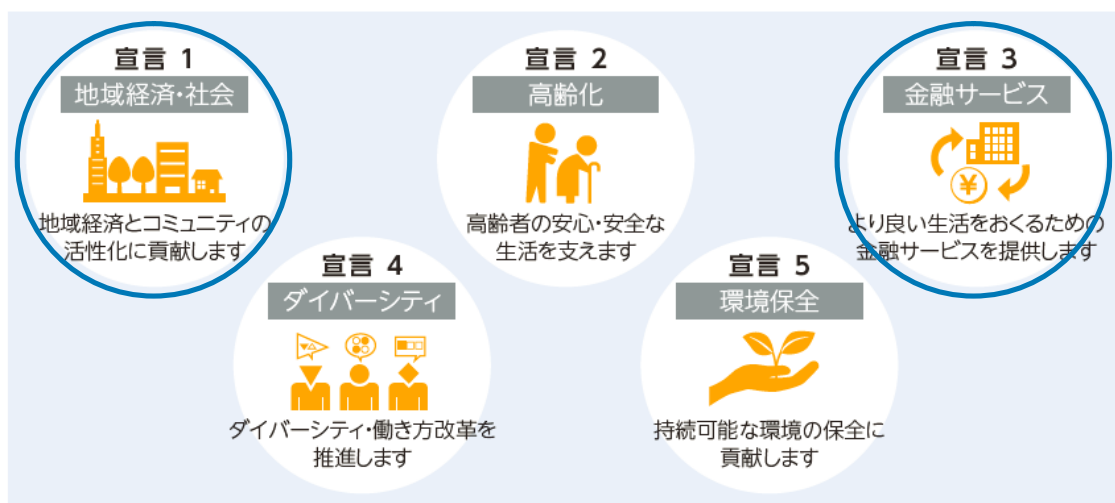 宣言 1
地域経済・社会
地域経済とコミュニティの
活性化に貢献します
宣言 2
高齢化
高齢者の安心・安全な
生活を支えます
宣言 3
金融サービス
¥
より良い生活をおくるための
金融サービスを提供します
宣言 4
ダイバーシティ
ダイバーシティ・働き方改革を
推進します
宣言 5
環境保全
持続可能な環境の保全に
貢献します